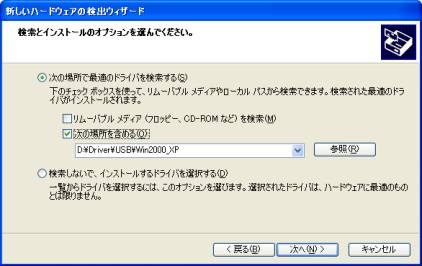 新しいハードウェアの検出ウィザード
検索とインストールのオプションを選んでください。
次の場所で最適のドライバを検索する(S)
下のチェック ボックスを使って、リムーバブル メディアやローカル パスから検索できます。検索された最適のドラ
イバがインストールされます。
リムーバブル メディア (フロッピー、CD-ROM など) を検索(M)
次の場所を含める(O):
D:¥Driver¥USB¥Win2000_XP
参照(R)
検索しないで、インストールするドライバを選択する(D)
一覧からドライバを選択するには、このオプションを選びます。選択されたドライバは、ハードウェアに最適のもの
とは限りません。
< 戻る(B)
次へ(N) >
キャンセル